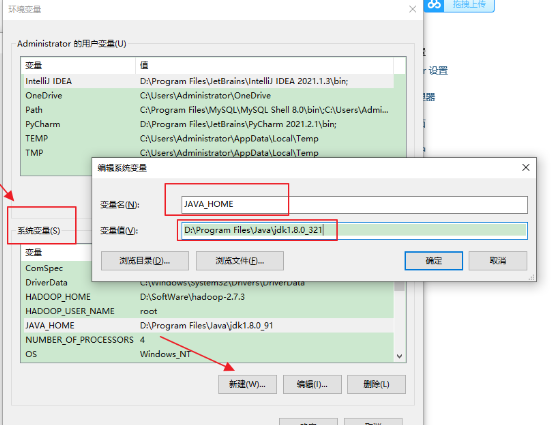 环境变量
拖拽上传
Administrator 的用户变量(U)
变量 值
IntelliJ IDEA D:\Program Files\JetBrains\IntelliJ IDEA 2021.1.3\bin;
OneDrive C:\Users\Administrator\OneDrive
Path C:\Program Files\MySQL\MySQL Shell 8.0\bin\;C:\Users\Admi...
PyCharm D:\Program Files\JetBrains\PyCharm 2021.2.1\bin;
TEMP C:\Users\Administrator\AppData\Local\Temp
TMP C:\Users\Administrator\AppData\Local\Temp
设置
编辑系统变量
变量名(N): JAVA_HOME
变量值(V): D:\Program Files\Java\jdk1.8.0_321
浏览目录(D)... 浏览文件(F)... 确定 取消
系统变量(S)
变量
ComSpec
DriverData C:\Windows\System32\Drivers\DriverData
HADOOP_HOME D:\SoftWare\hadoop-2.7.3
HADOOP_USER_NAME root
JAVA_HOME D:\Program Files\Java\jdk1.8.0_91
NUMBER_OF_PROCESSORS 4
OS Windows_NT
新建(W)... 编辑(I)... 删除(L)